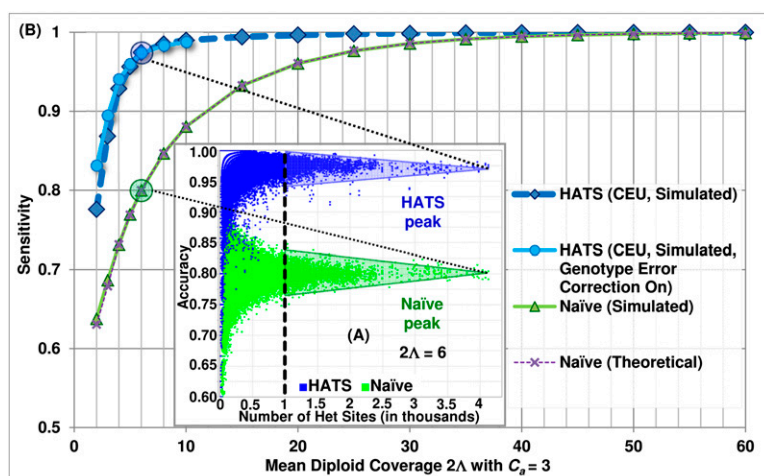 (B)
1
0.9
0.8
0.7
0.6
0.5
Sensitivity
0 10 20 30 40 50 60
Mean Diploid Coverage 2Λ with Cₐ = 3
1.00
0.95
0.90
0.85
0.80
0.75
0.70
0.65
0.60
Accuracy
HATS
peak
Naïve
peak
(A)
2Λ = 6
HATS Naïve
0.5 1 1.5 2 2.5 3 3.5 4
Number of Het Sites (in thousands)
HATS (CEU, Simulated)
HATS (CEU, Simulated,
Genotype Error
Correction On)
Naïve (Simulated)
Naïve (Theoretical)